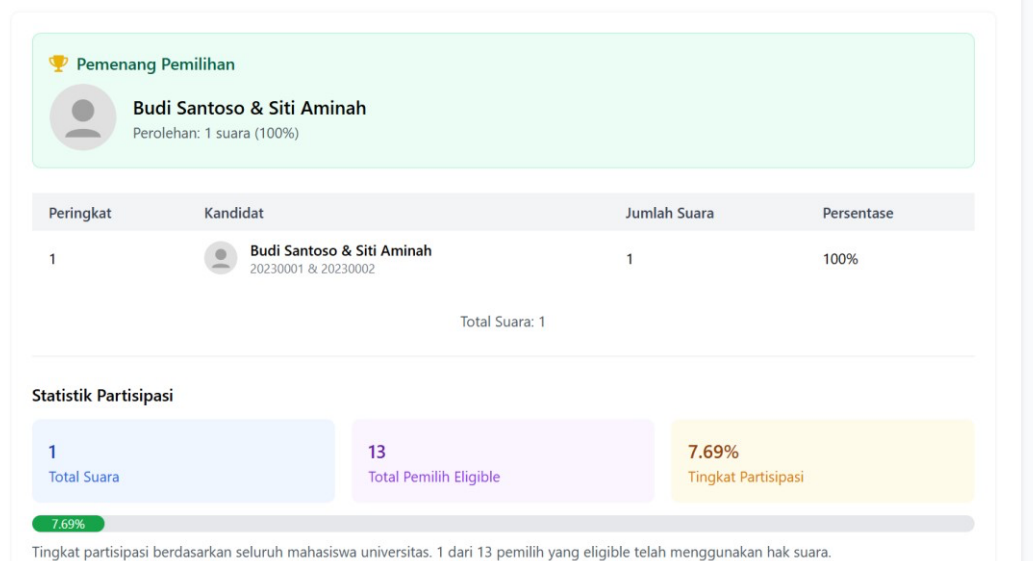 Pemenang Pemilihan
Budi Santoso & Siti Aminah
Perolehan: 1 suara (100%)
Peringkat Kandidat Jumlah Suara Persentase
1 Budi Santoso & Siti Aminah 1 100%
20230001 & 20230002
Total Suara: 1
Statistik Partisipasi
1 13 7.69%
Total Suara Total Pemilih Eligible Tingkat Partisipasi
7.69%
Tingkat partisipasi berdasarkan seluruh mahasiswa universitas. 1 dari 13 pemilih yang eligible telah menggunakan hak suara.